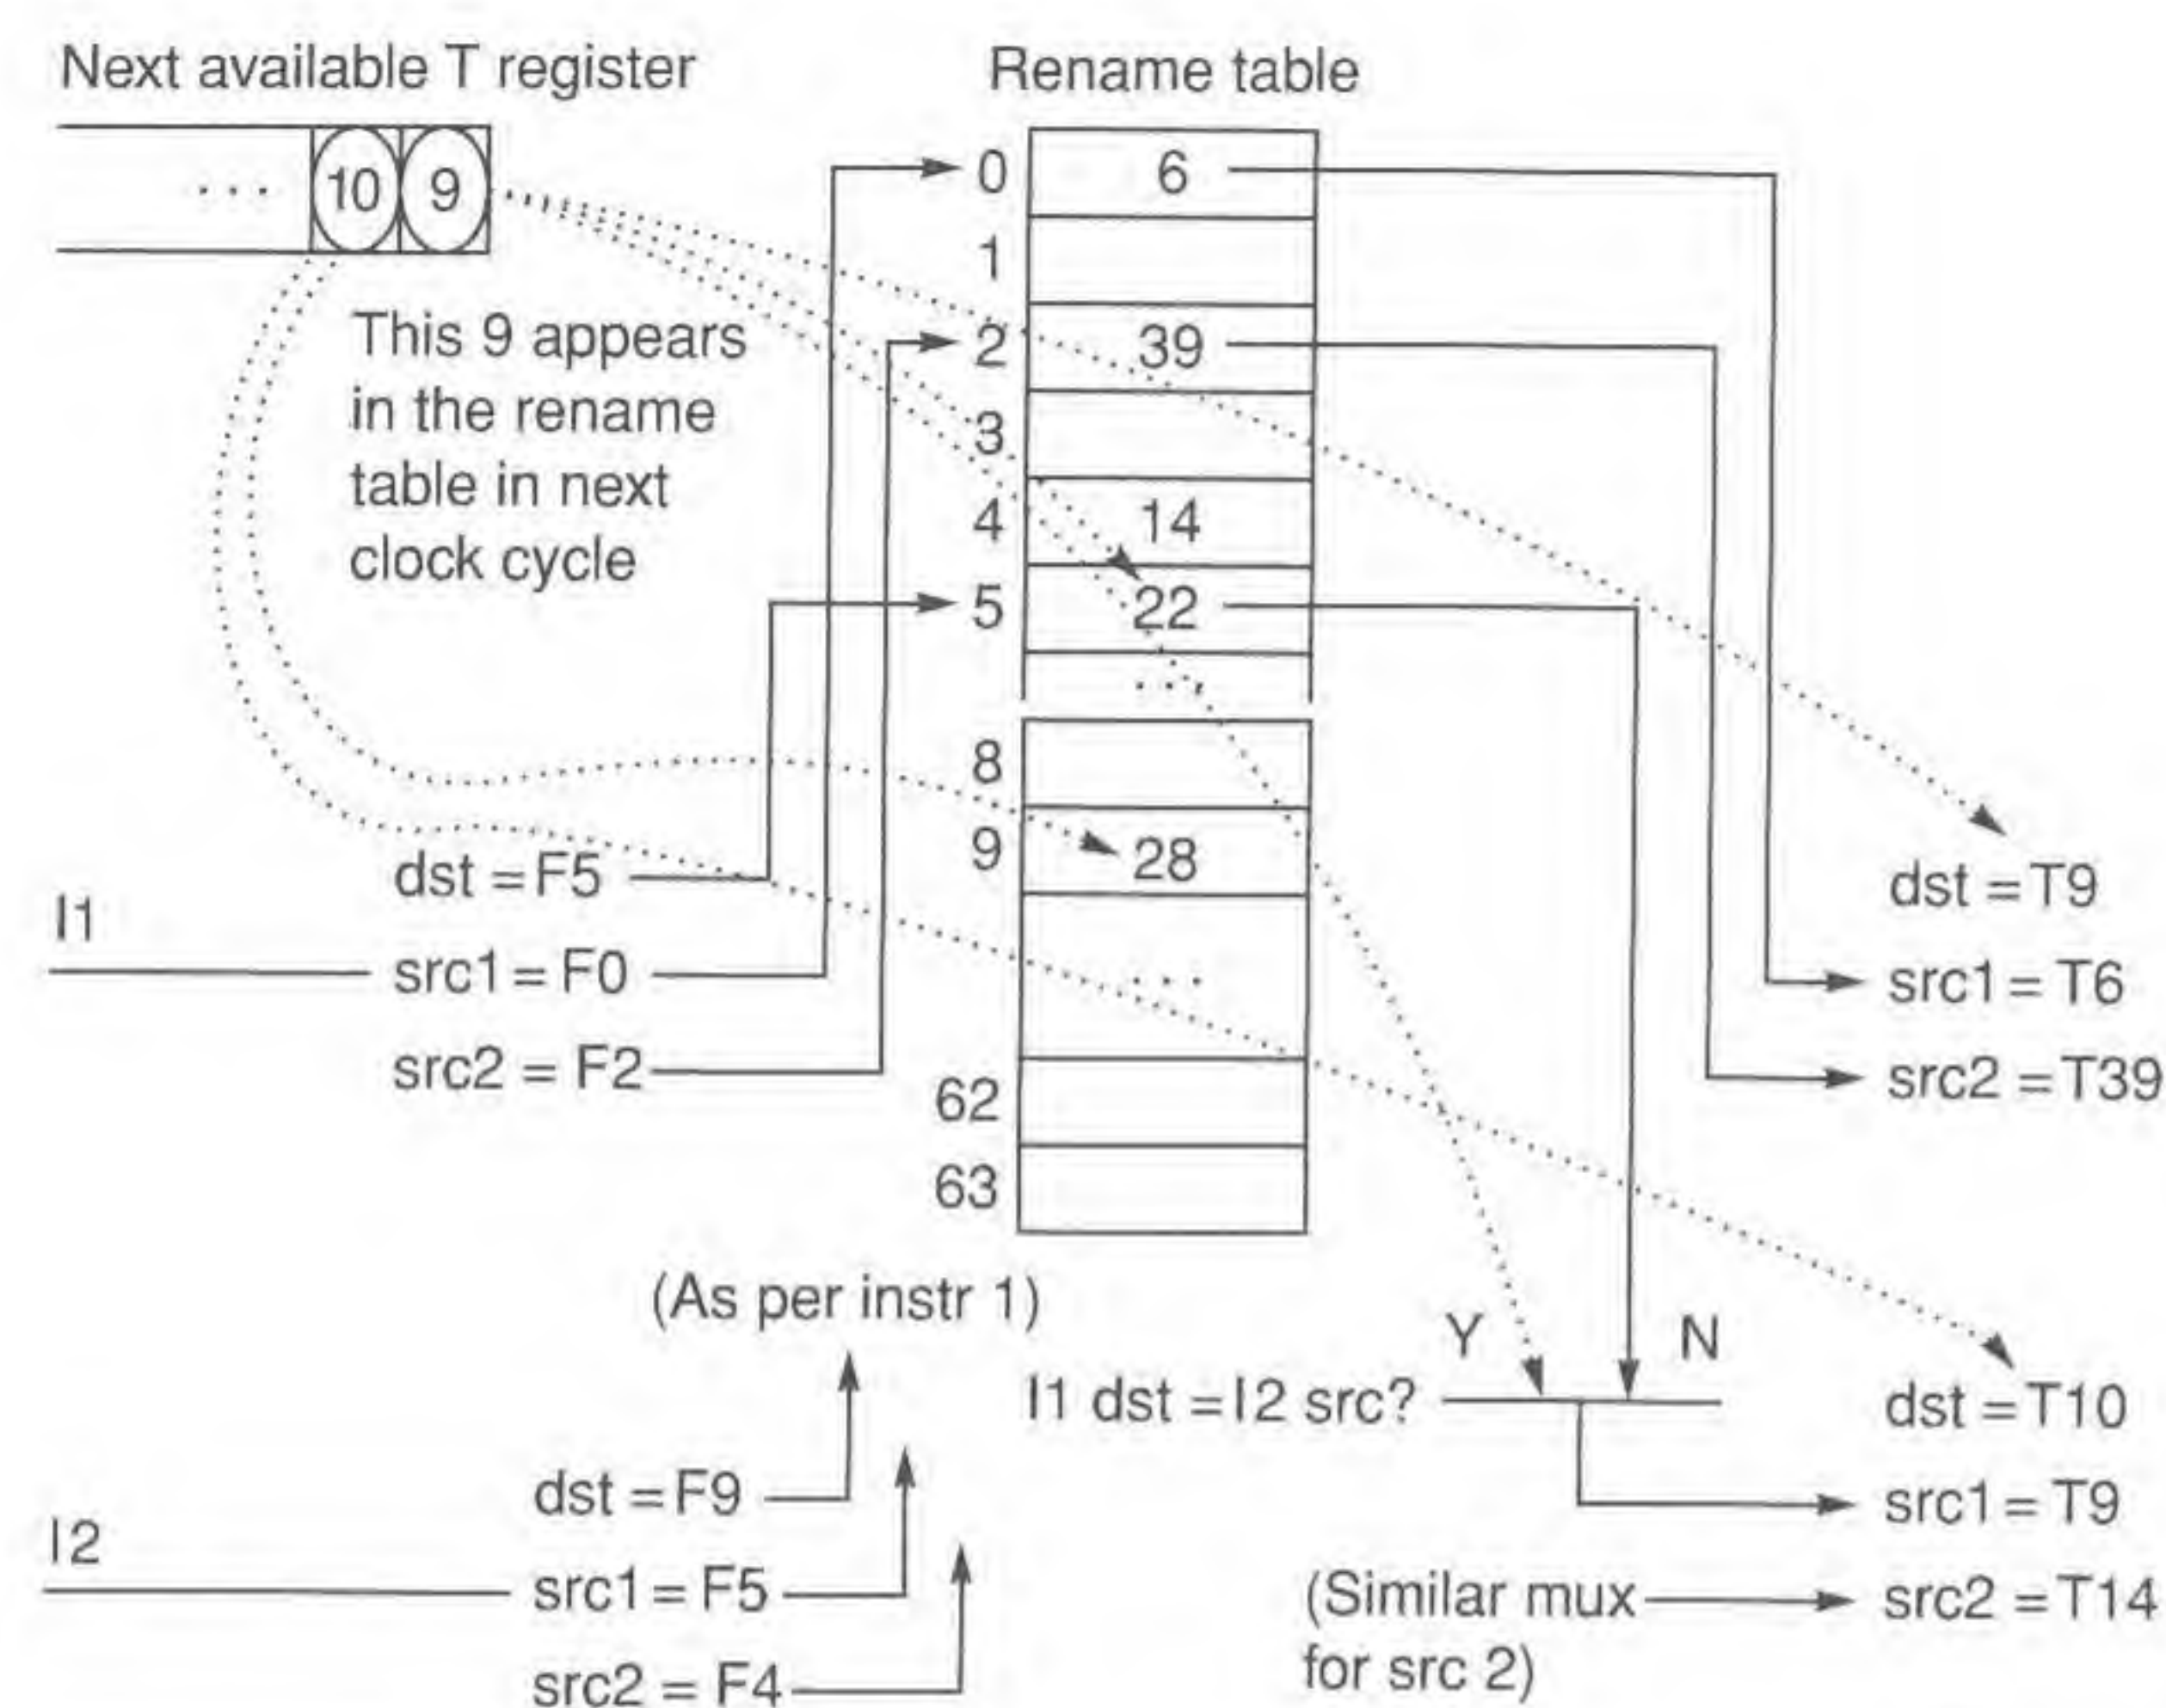 Next available T register
Rename table
... 10 9
This 9 appears
in the rename
table in next
clock cycle
0 6
1
2 39
3
4 14
5 22
...
8
9 28
...
62
63
I1
dst = F5
src1 = F0
src2 = F2
dst = T9
src1 = T6
src2 = T39
(As per instr 1)
Y N
I1 dst = I2 src?
I2
dst = F9
src1 = F5
src2 = F4
dst = T10
src1 = T9
src2 = T14
(Similar mux
for src 2)